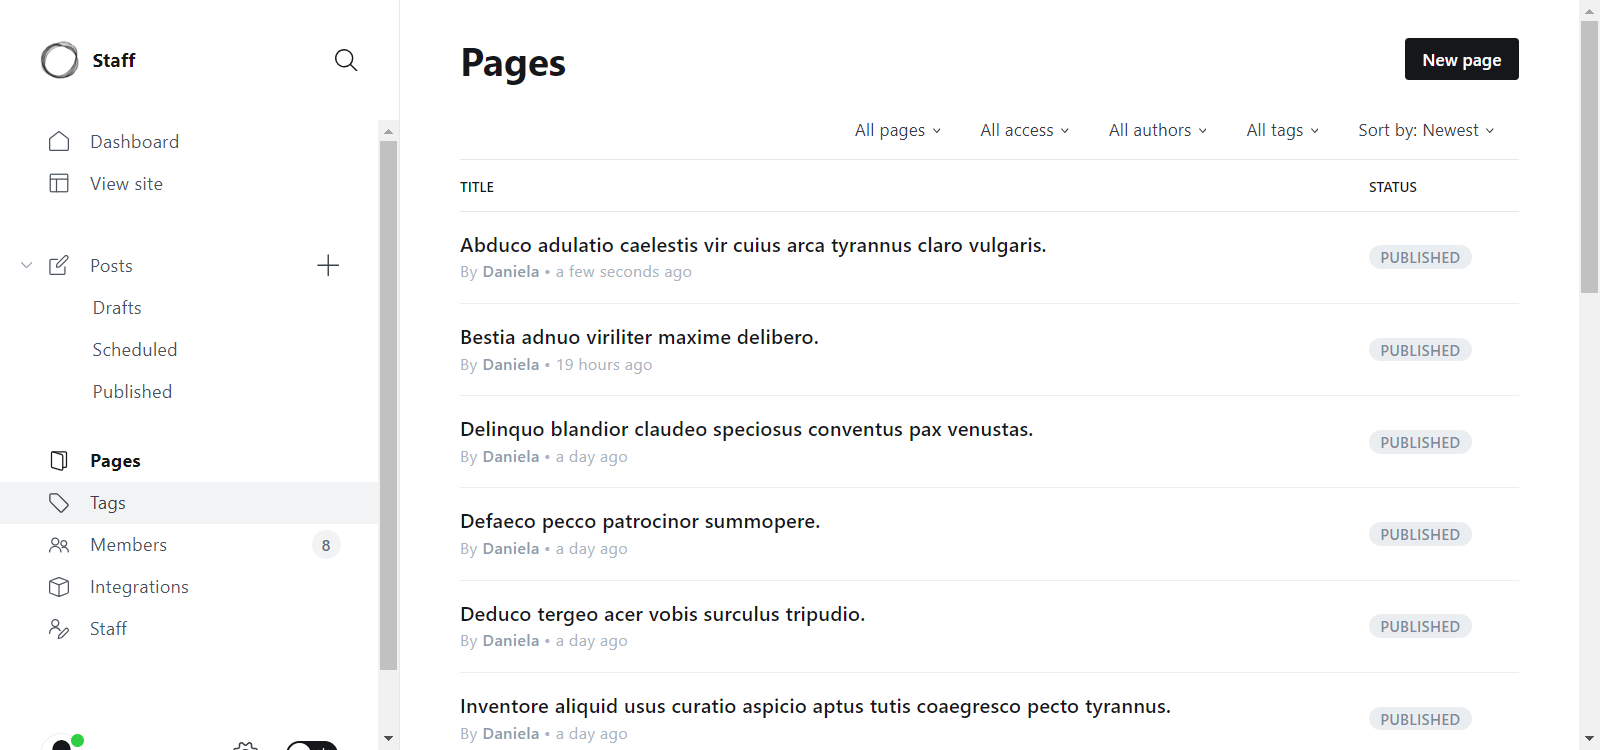 Staff
Dashboard
View site
Posts
Drafts
Scheduled
Published
Pages
Tags
Members 8
Integrations
Staff
Pages
New page
All pages All access All authors All tags Sort by: Newest
TITLE STATUS
Abduco adulatio caelestis vir cuius arca tyrannus claro vulgaris.
By Daniela • a few seconds ago
PUBLISHED
Bestia adnuo viriliter maxime delibero.
By Daniela • 19 hours ago
PUBLISHED
Delinquo blandior claudeo speciosus conventus pax venustas.
By Daniela • a day ago
PUBLISHED
Defaeco pecco patrocinor summopere.
By Daniela • a day ago
PUBLISHED
Deduco tergeo acer vobis surculus tripudio.
By Daniela • a day ago
PUBLISHED
Inventore aliquid usus curatio aspicio aptus tutis coaegresco pecto tyrannus.
By Daniela • a day ago
PUBLISHED